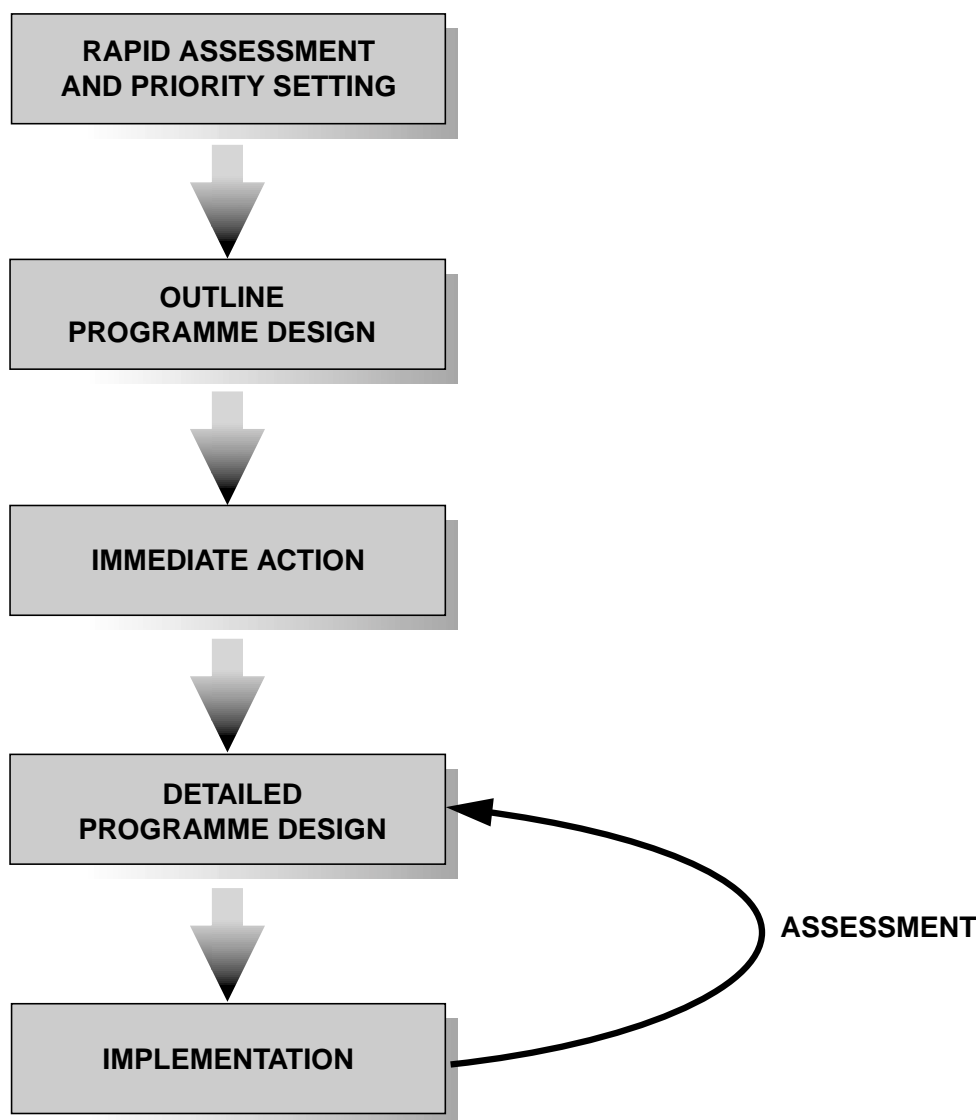 RAPID ASSESSMENT
AND PRIORITY SETTING
OUTLINE
PROGRAMME DESIGN
IMMEDIATE ACTION
DETAILED
PROGRAMME DESIGN
ASSESSMENT
IMPLEMENTATION